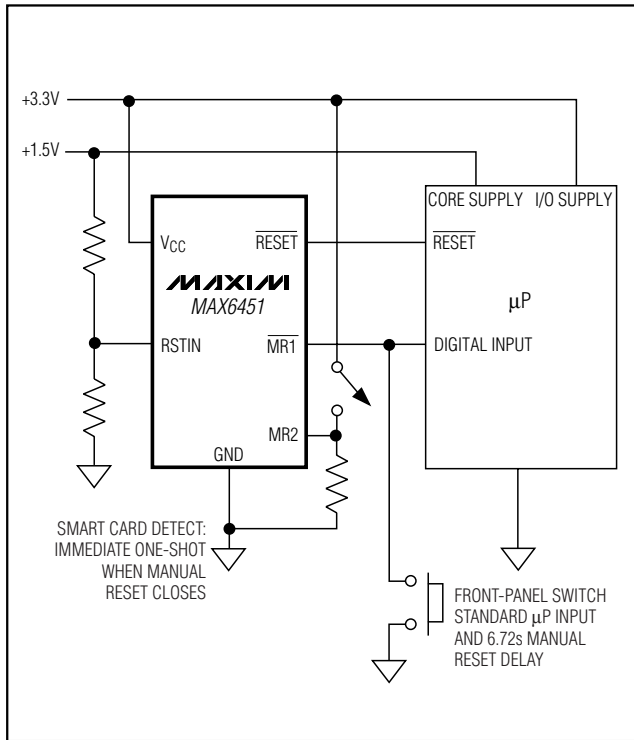 +3.3V
+1.5V
CORE SUPPLY I/O SUPPLY
VCC
RESET
RESET
MAXIM
MAX6451
µP
RSTIN
MR1
DIGITAL INPUT
MR2
GND
SMART CARD DETECT:
IMMEDIATE ONE-SHOT
WHEN MANUAL
RESET CLOSES
FRONT-PANEL SWITCH
STANDARD µP INPUT
AND 6.72s MANUAL
RESET DELAY